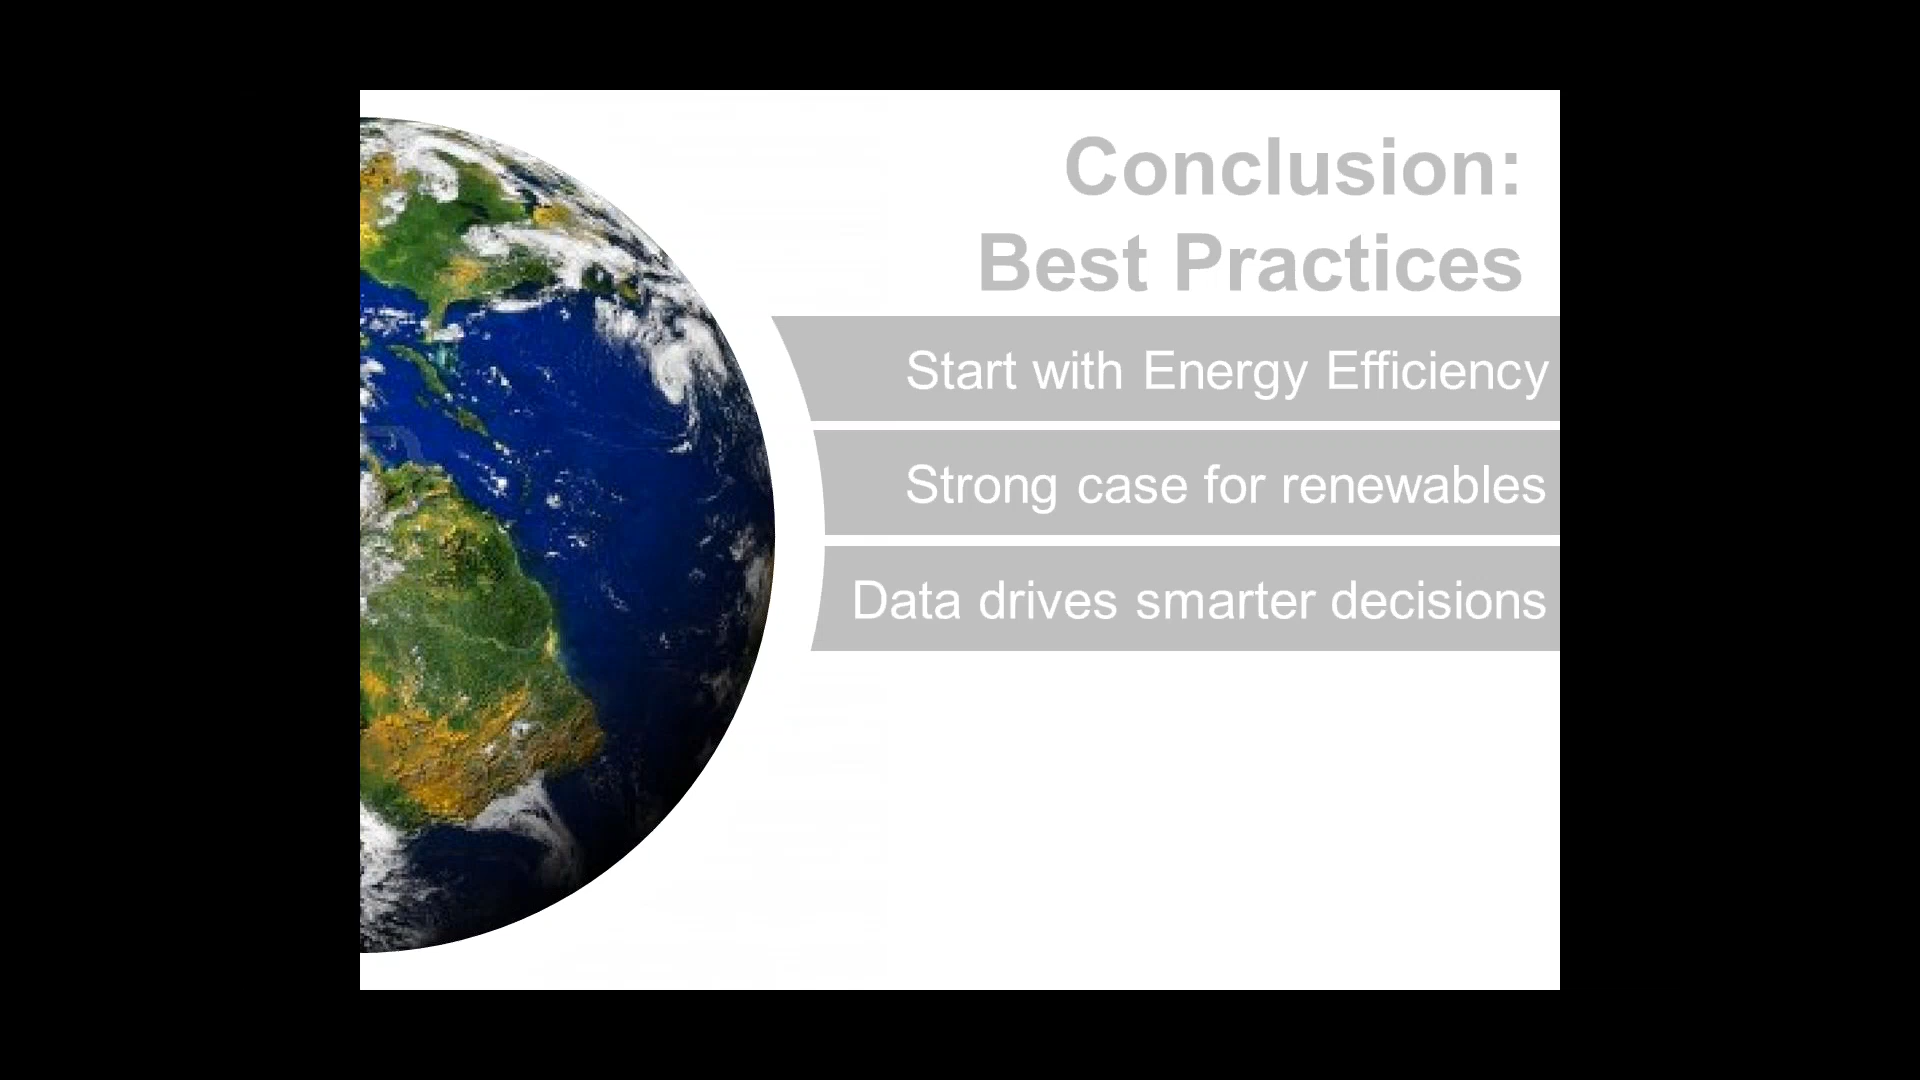 Conclusion:
Best Practices
Start with Energy Efficiency
Strong case for renewables
Data drives smarter decisions